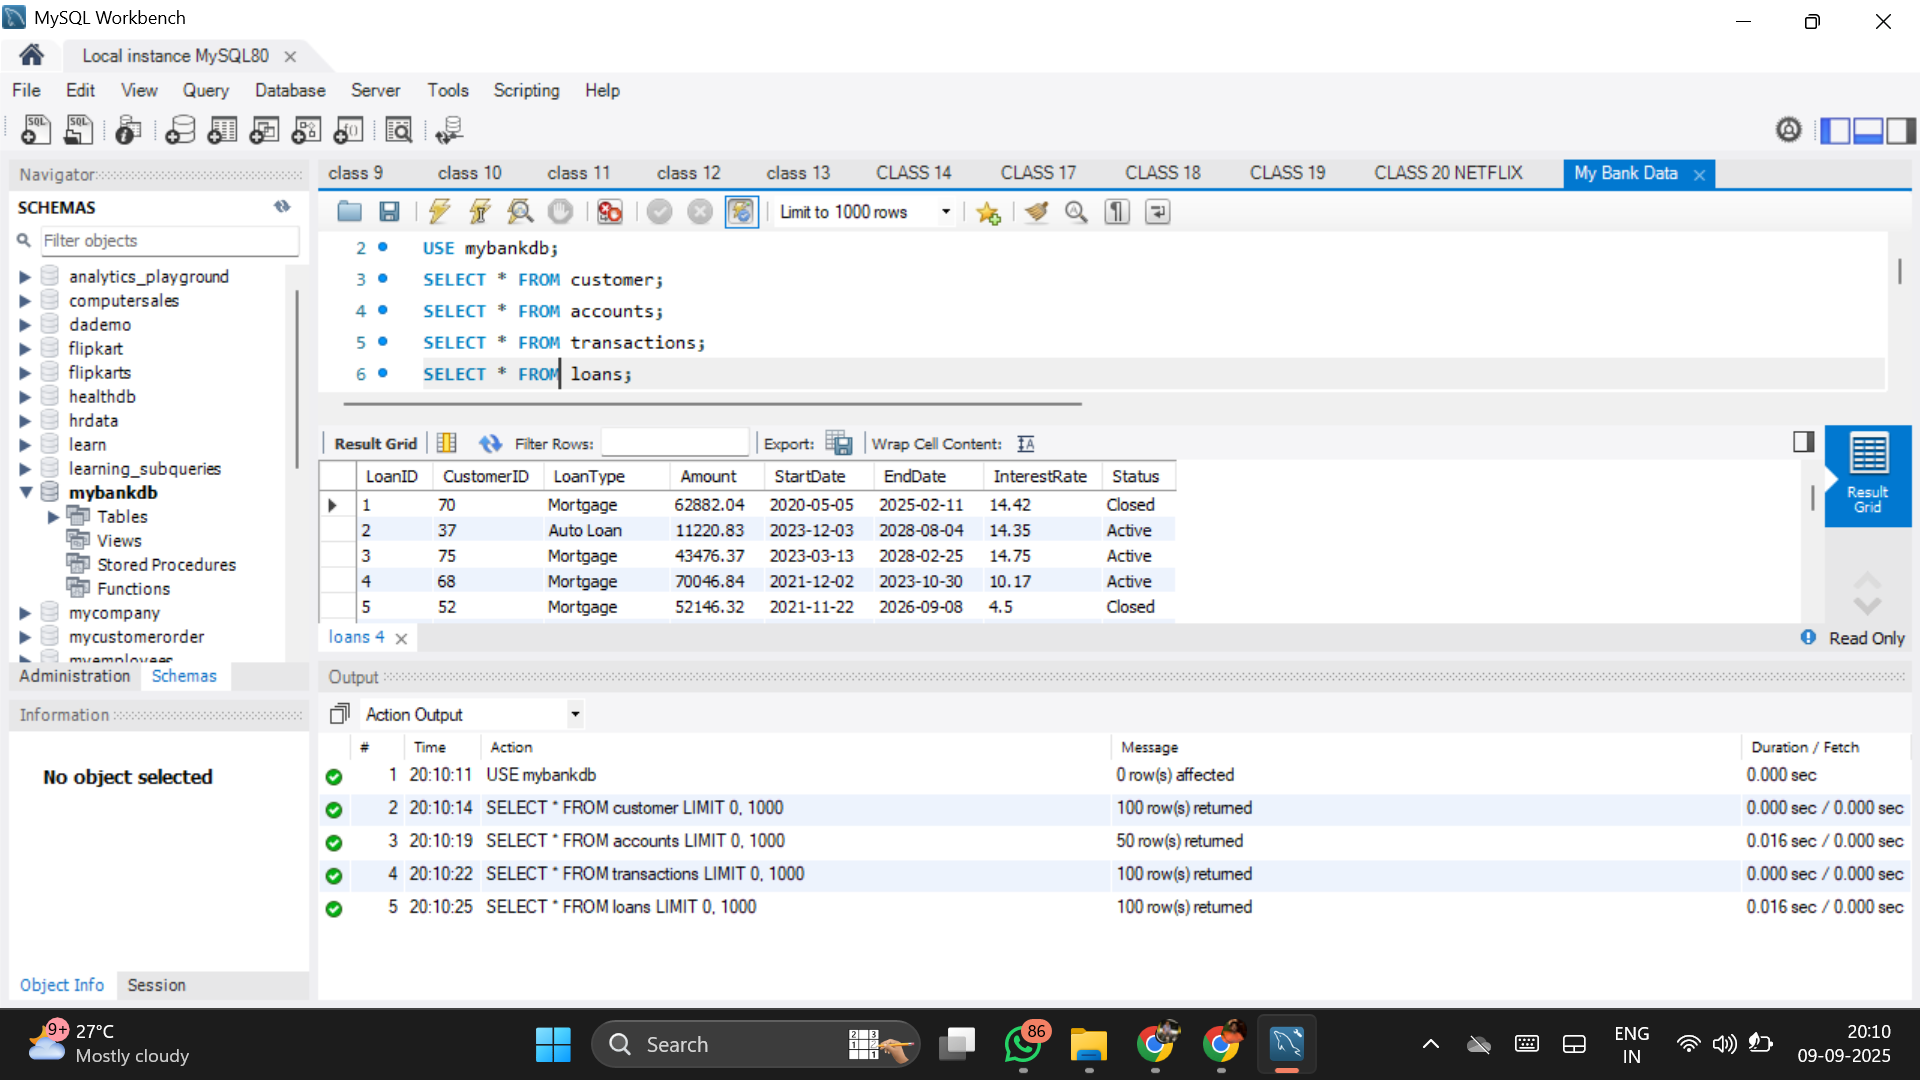 MySQL Workbench
Local instance MySQL80
File Edit View Query Database Server Tools Scripting Help
Navigator
SCHEMAS
Filter objects
analytics_playground
computersales
dademo
flipkart
flipkarts
healthdb
hrdata
learn
learning_subqueries
mybankdb
Tables
Views
Stored Procedures
Functions
mycompany
mycustomerorder
myemployees
Administration Schemas
Information
No object selected
Object Info Session
class 9 class 10 class 11 class 12 class 13 CLASS 14 CLASS 17 CLASS 18 CLASS 19 CLASS 20 NETFLIX My Bank Data
Limit to 1000 rows
2 USE mybankdb;
3 SELECT * FROM customer;
4 SELECT * FROM accounts;
5 SELECT * FROM transactions;
6 SELECT * FROM loans;
Result Grid Filter Rows: Export: Wrap Cell Content:
LoanID CustomerID LoanType Amount StartDate EndDate InterestRate Status
1 70 Mortgage 62882.04 2020-05-05 2025-02-11 14.42 Closed
2 37 Auto Loan 11220.83 2023-12-03 2028-08-04 14.35 Active
3 75 Mortgage 43476.37 2023-03-13 2028-02-25 14.75 Active
4 68 Mortgage 70046.84 2021-12-02 2023-10-30 10.17 Active
5 52 Mortgage 52146.32 2021-11-22 2026-09-08 4.5 Closed
Result
Grid
loans 4
Read Only
Output
Action Output
# Time Action Message Duration / Fetch
1 20:10:11 USE mybankdb 0 row(s) affected 0.000 sec
2 20:10:14 SELECT * FROM customer LIMIT 0, 1000 100 row(s) returned 0.000 sec / 0.000 sec
3 20:10:19 SELECT * FROM accounts LIMIT 0, 1000 50 row(s) returned 0.016 sec / 0.000 sec
4 20:10:22 SELECT * FROM transactions LIMIT 0, 1000 100 row(s) returned 0.000 sec / 0.000 sec
5 20:10:25 SELECT * FROM loans LIMIT 0, 1000 100 row(s) returned 0.016 sec / 0.000 sec
9+
27°C
Mostly cloudy
Search
86
ENG
IN
20:10
09-09-2025